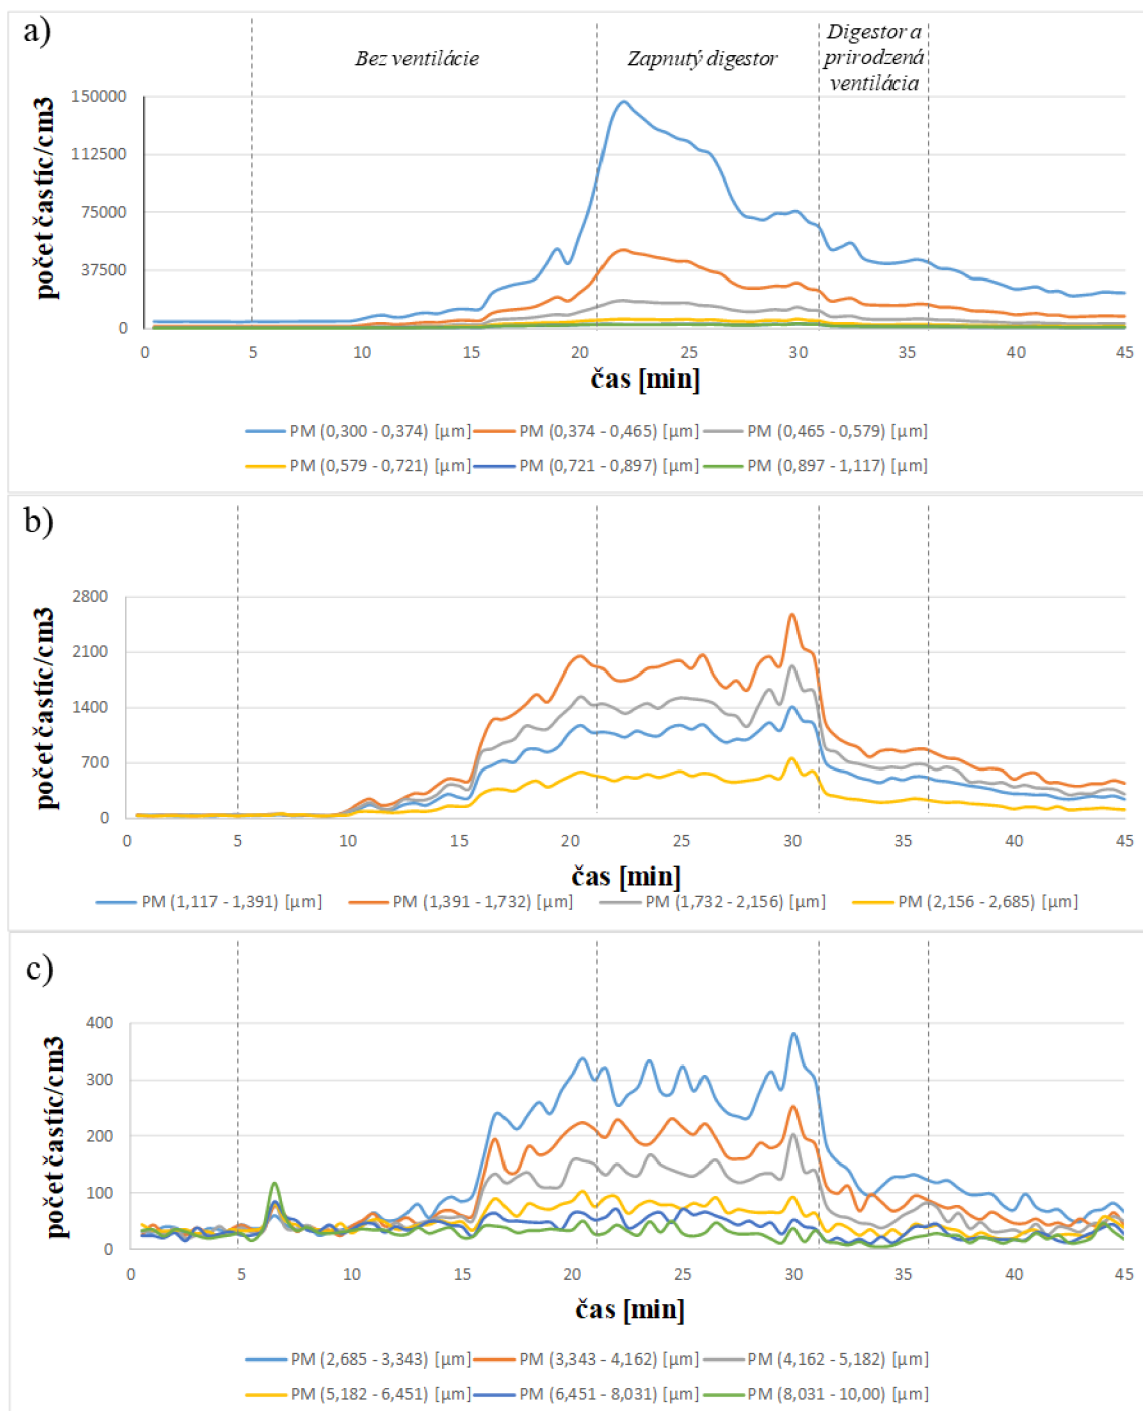 a)
Bez ventilácie
Zapnutý digestor
Digestor a
prirodzená
ventilácia
počet častíc/cm3
150000
112500
75000
37500
0
0 5 10 15 20 25 30 35 40 45
čas [min]
PM (0,300 - 0,374) [µm] PM (0,374 - 0,465) [µm] PM (0,465 - 0,579) [µm]
PM (0,579 - 0,721) [µm] PM (0,721 - 0,897) [µm] PM (0,897 - 1,117) [µm]
b)
počet častíc/cm3
2800
2100
1400
700
0
0 5 10 15 20 25 30 35 40 45
čas [min]
PM (1,117 - 1,391) [µm] PM (1,391 - 1,732) [µm] PM (1,732 - 2,156) [µm] PM (2,156 - 2,685) [µm]
c)
počet častíc/cm3
400
300
200
100
0
0 5 10 15 20 25 30 35 40 45
čas [min]
PM (2,685 - 3,343) [µm] PM (3,343 - 4,162) [µm] PM (4,162 - 5,182) [µm]
PM (5,182 - 6,451) [µm] PM (6,451 - 8,031) [µm] PM (8,031 - 10,00) [µm]